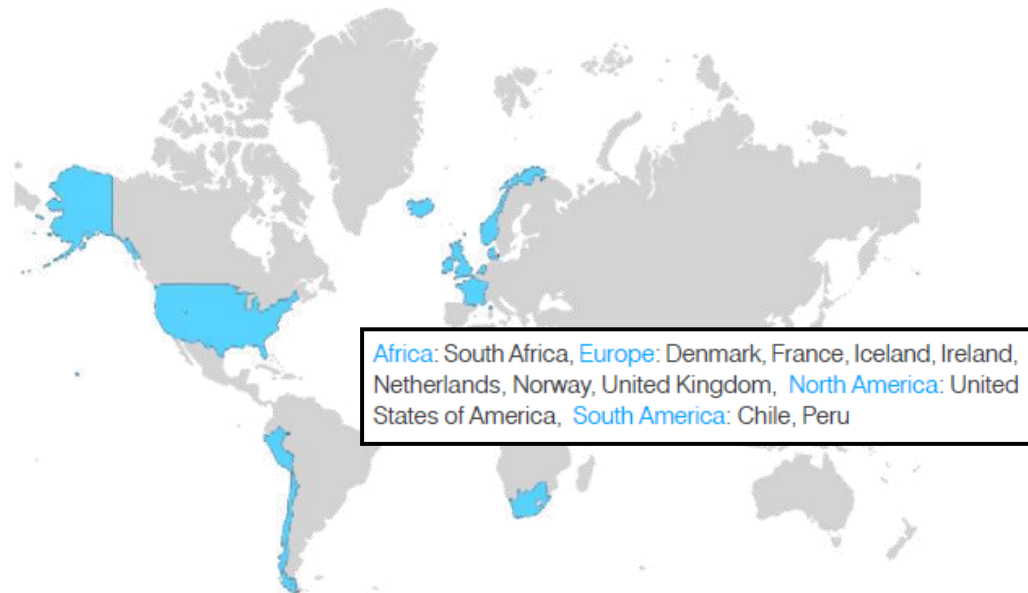 Africa: South Africa, Europe: Denmark, France, Iceland, Ireland,
Netherlands, Norway, United Kingdom, North America: United
States of America, South America: Chile, Peru